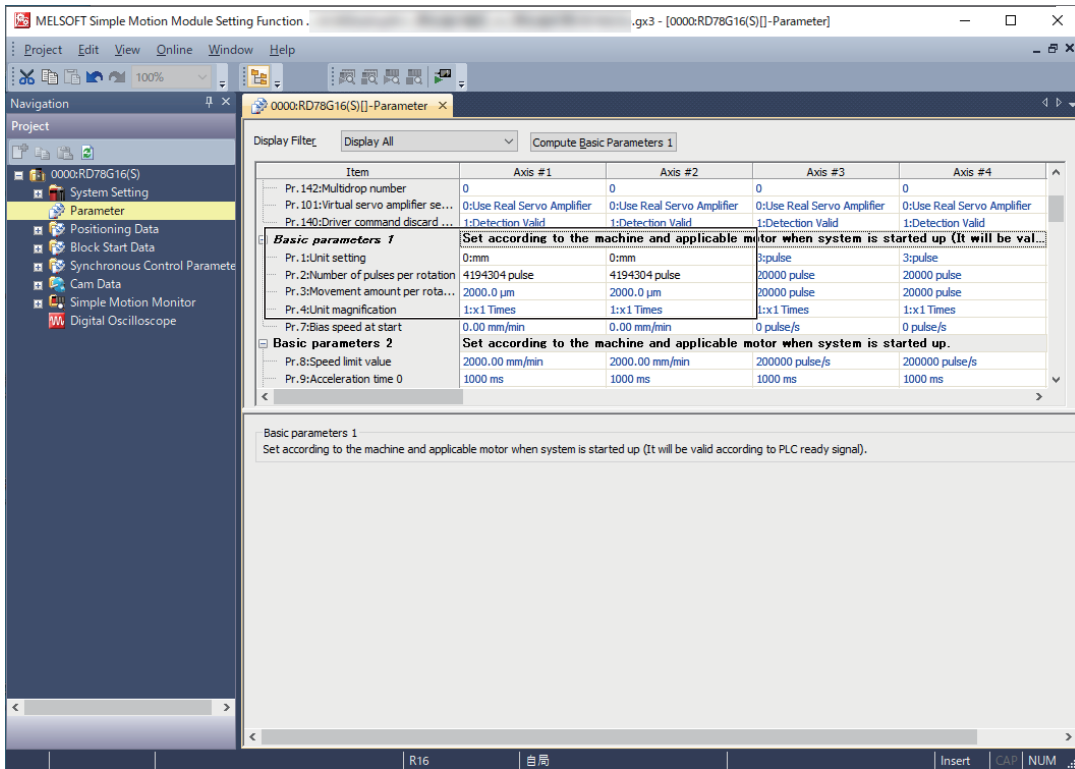 MELSOFT Simple Motion Module Setting Function . .gx3 - [0000:RD78G16(S)[]-Parameter]
Project Edit View Online Window Help
100%
Navigation
0000:RD78G16(S)[]-Parameter
Project
Display Filter Display All Compute Basic Parameters 1
0000:RD78G16(S)
System Setting
Parameter
Positioning Data
Block Start Data
Synchronous Control Paramete
Cam Data
Simple Motion Monitor
Digital Oscilloscope
Item Axis #1 Axis #2 Axis #3 Axis #4
Pr.142:Multidrop number 0 0 0 0
Pr.101:Virtual servo amplifier se... 0:Use Real Servo Amplifier 0:Use Real Servo Amplifier 0:Use Real Servo Amplifier 0:Use Real Servo Amplifier
Pr.140:Driver command discard ... 1:Detection Valid 1:Detection Valid 1:Detection Valid 1:Detection Valid
Basic parameters 1 Set according to the machine and applicable motor when system is started up (It will be val...
Pr.1:Unit setting 0:mm 0:mm 3:pulse 3:pulse
Pr.2:Number of pulses per rotation 4194304 pulse 4194304 pulse 20000 pulse 20000 pulse
Pr.3:Movement amount per rota... 2000.0 μm 2000.0 μm 20000 pulse 20000 pulse
Pr.4:Unit magnification 1:x1 Times 1:x1 Times 1:x1 Times 1:x1 Times
Pr.7:Bias speed at start 0.00 mm/min 0.00 mm/min 0 pulse/s 0 pulse/s
Basic parameters 2 Set according to the machine and applicable motor when system is started up.
Pr.8:Speed limit value 2000.00 mm/min 2000.00 mm/min 200000 pulse/s 200000 pulse/s
Pr.9:Acceleration time 0 1000 ms 1000 ms 1000 ms 1000 ms
Basic parameters 1
Set according to the machine and applicable motor when system is started up (It will be valid according to PLC ready signal).
R16 自局 Insert CAP NUM